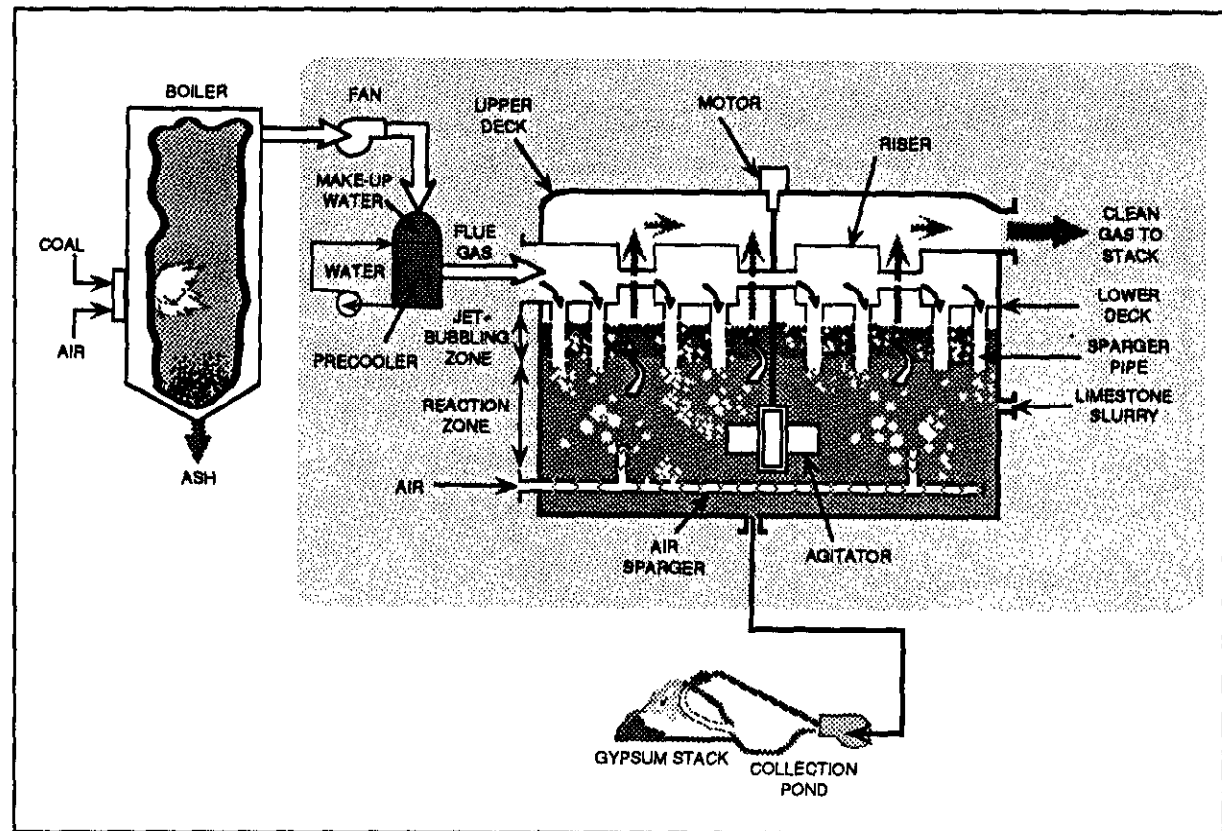 BOILER
FAN
UPPER
DECK
MOTOR
RISER
MAKE-UP
WATER
FLUE
GAS
CLEAN
GAS TO
STACK
COAL
AIR
WATER
PRECOOLER
JET-
BUBBLING
ZONE
LOWER
DECK
SPARGER
PIPE
REACTION
ZONE
LIMESTONE
SLURRY
ASH
AIR
AIR
SPARGER
AGITATOR
GYPSUM STACK
COLLECTION
POND